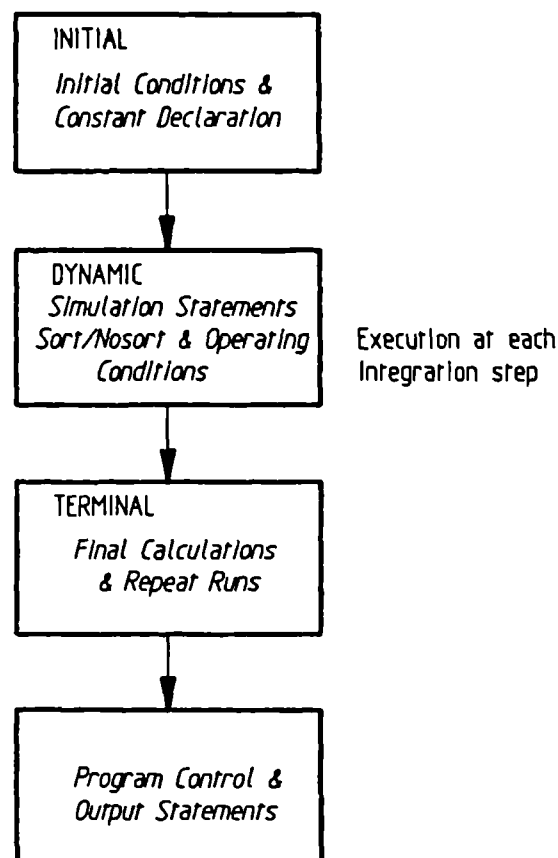 INITIAL
Initial Conditions &
Constant Declaration
DYNAMIC
Simulation Statements
Sort/Nosort & Operating
Conditions
Execution at each
Integration step
TERMINAL
Final Calculations
& Repeat Runs
Program Control &
Output Statements